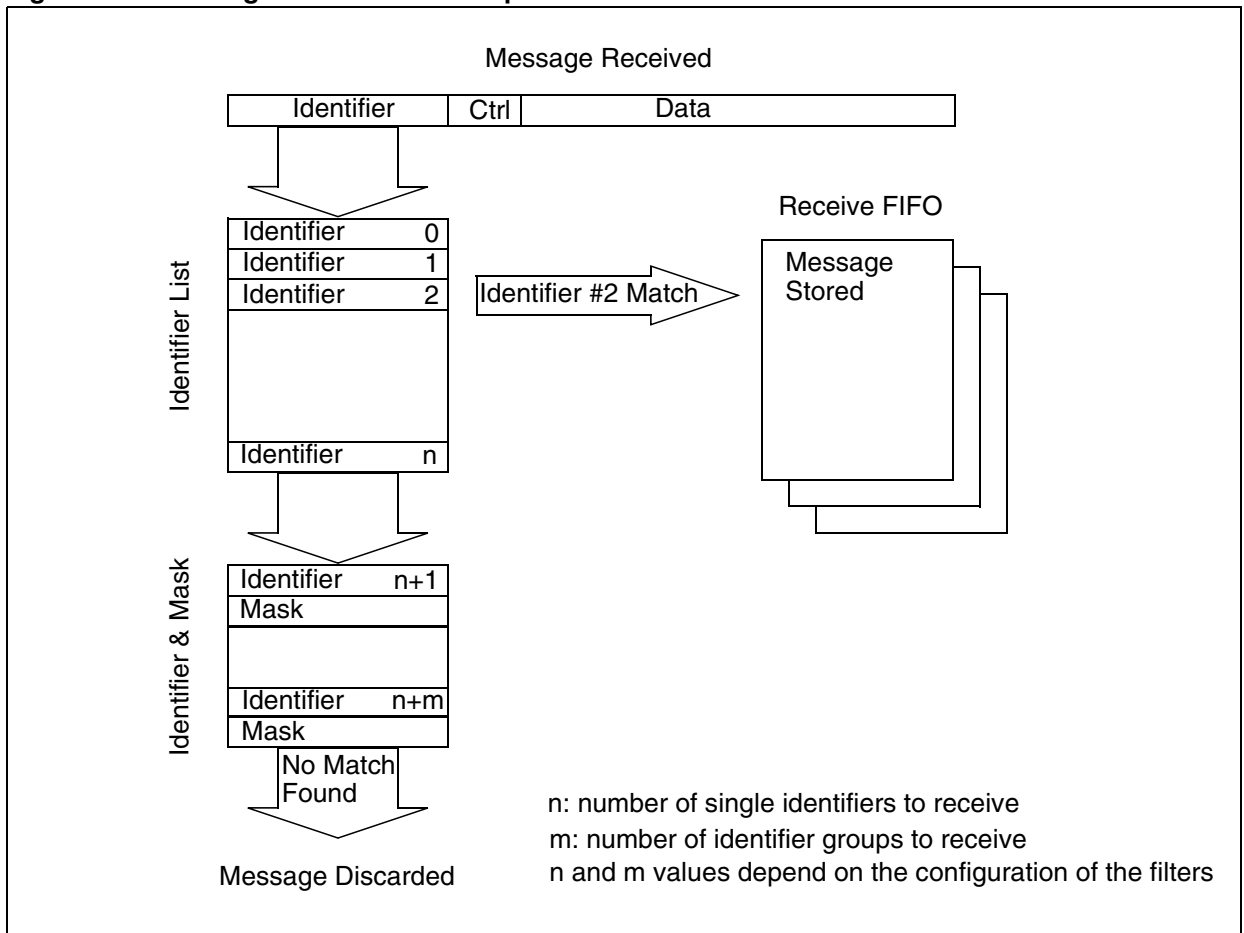 Message Received
Identifier Ctrl Data
Identifier List
Identifier 0
Identifier 1
Identifier 2
Identifier n
Identifier #2 Match
Receive FIFO
Message
Stored
Identifier & Mask
Identifier n+1
Mask
Identifier n+m
Mask
No Match
Found
Message Discarded
n: number of single identifiers to receive
m: number of identifier groups to receive
n and m values depend on the configuration of the filters